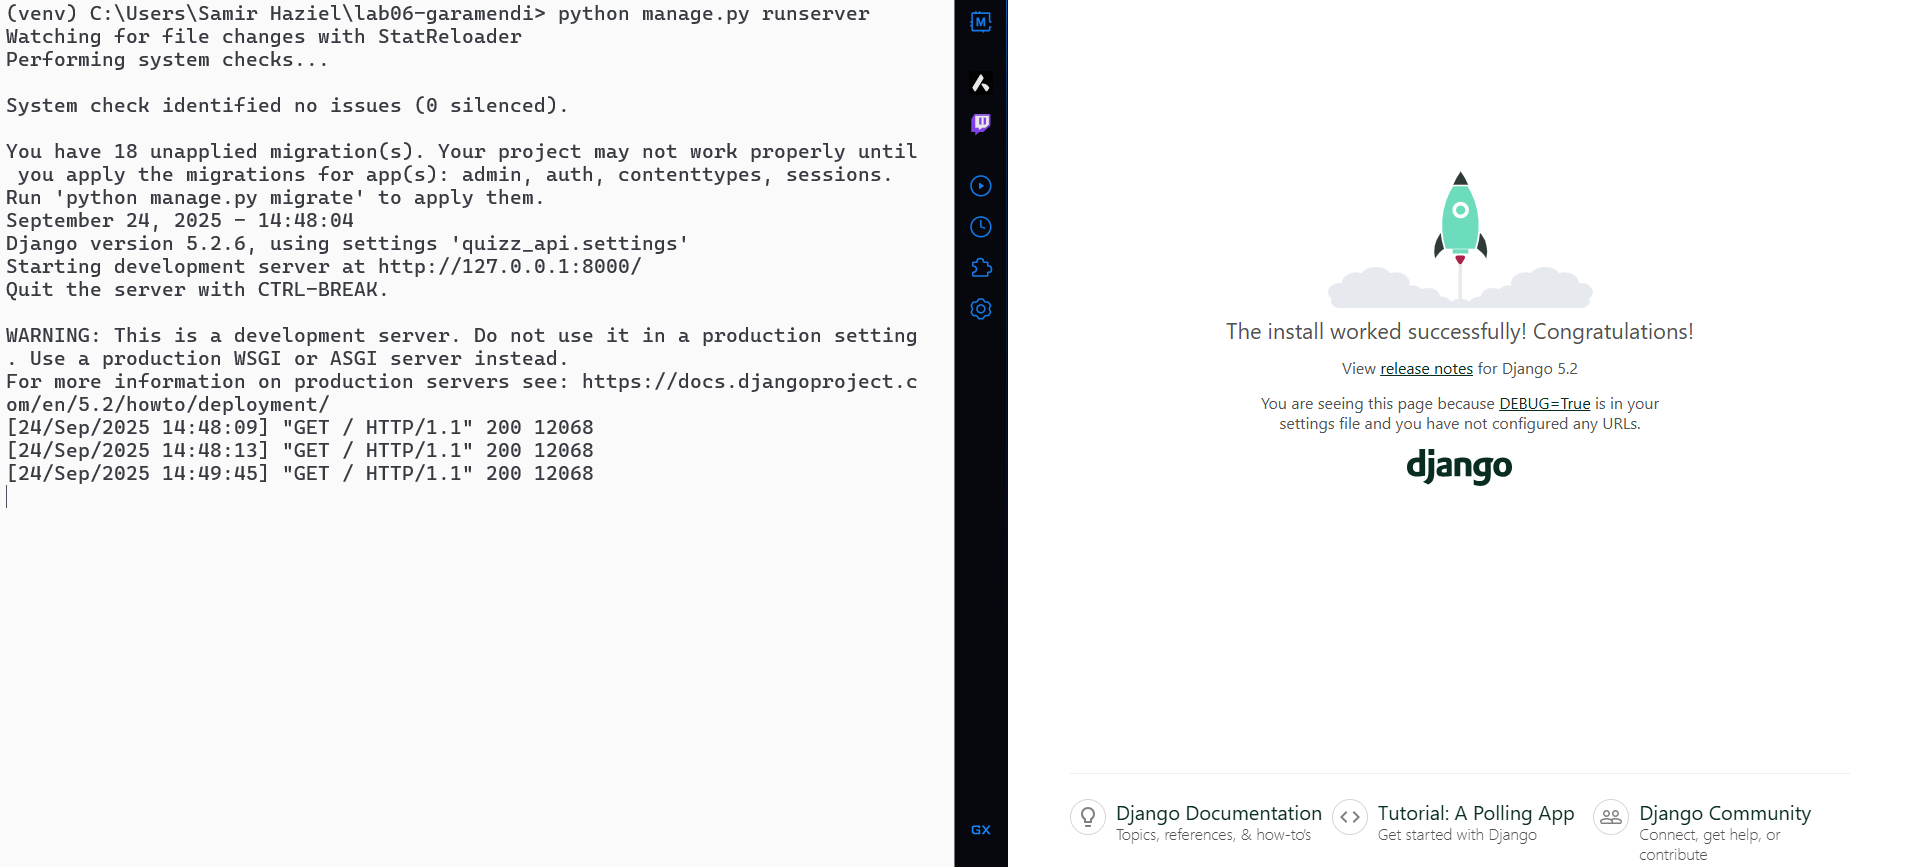 (venv) C:\Users\Samir Haziel\lab06-garamendi> python manage.py runserver
Watching for file changes with StatReloader
Performing system checks...
System check identified no issues (0 silenced).
You have 18 unapplied migration(s). Your project may not work properly until
 you apply the migrations for app(s): admin, auth, contenttypes, sessions.
Run 'python manage.py migrate' to apply them.
September 24, 2025 - 14:48:04
Django version 5.2.6, using settings 'quizz_api.settings'
Starting development server at http://127.0.0.1:8000/
Quit the server with CTRL-BREAK.
WARNING: This is a development server. Do not use it in a production setting
. Use a production WSGI or ASGI server instead.
For more information on production servers see: https://docs.djangoproject.c
om/en/5.2/howto/deployment/
[24/Sep/2025 14:48:09] "GET / HTTP/1.1" 200 12068
[24/Sep/2025 14:48:13] "GET / HTTP/1.1" 200 12068
[24/Sep/2025 14:49:45] "GET / HTTP/1.1" 200 12068
M
GX
The install worked successfully! Congratulations!
View release notes for Django 5.2
You are seeing this page because DEBUG=True is in your
settings file and you have not configured any URLs.
django
Django Documentation
Topics, references, & how-to's
Tutorial: A Polling App
Get started with Django
Django Community
Connect, get help, or
contribute